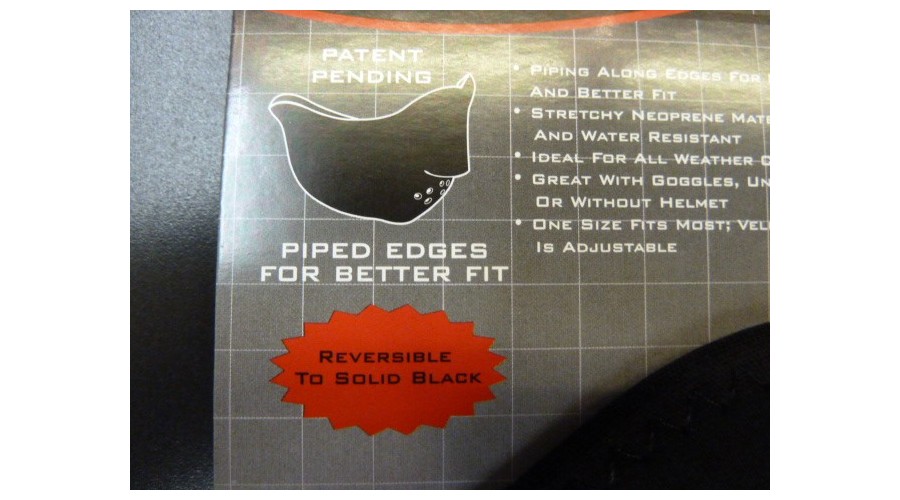 PATENT
PENDING
• PIPING ALONG EDGES FOR
AND BETTER FIT
• STRETCHY NEOPRENE
AND WATER RESISTANT
• IDEAL FOR ALL WEATHER
• GREAT WITH GOGGLES,
OR WITHOUT HELMET
• ONE SIZE FITS MOST;
IS ADJUSTABLE
PIPED EDGES
FOR BETTER FIT
REVERSIBLE
TO SOLID BLACK